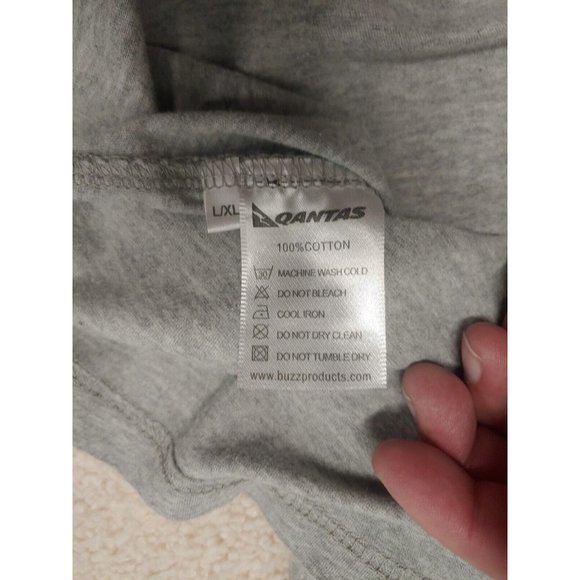 L/XL
QANTAS
100%COTTON
30 MACHINE WASH COLD
DO NOT BLEACH
COOL IRON
DO NOT DRY CLEAN
DO NOT TUMBLE DRY
www.buzzproducts.com